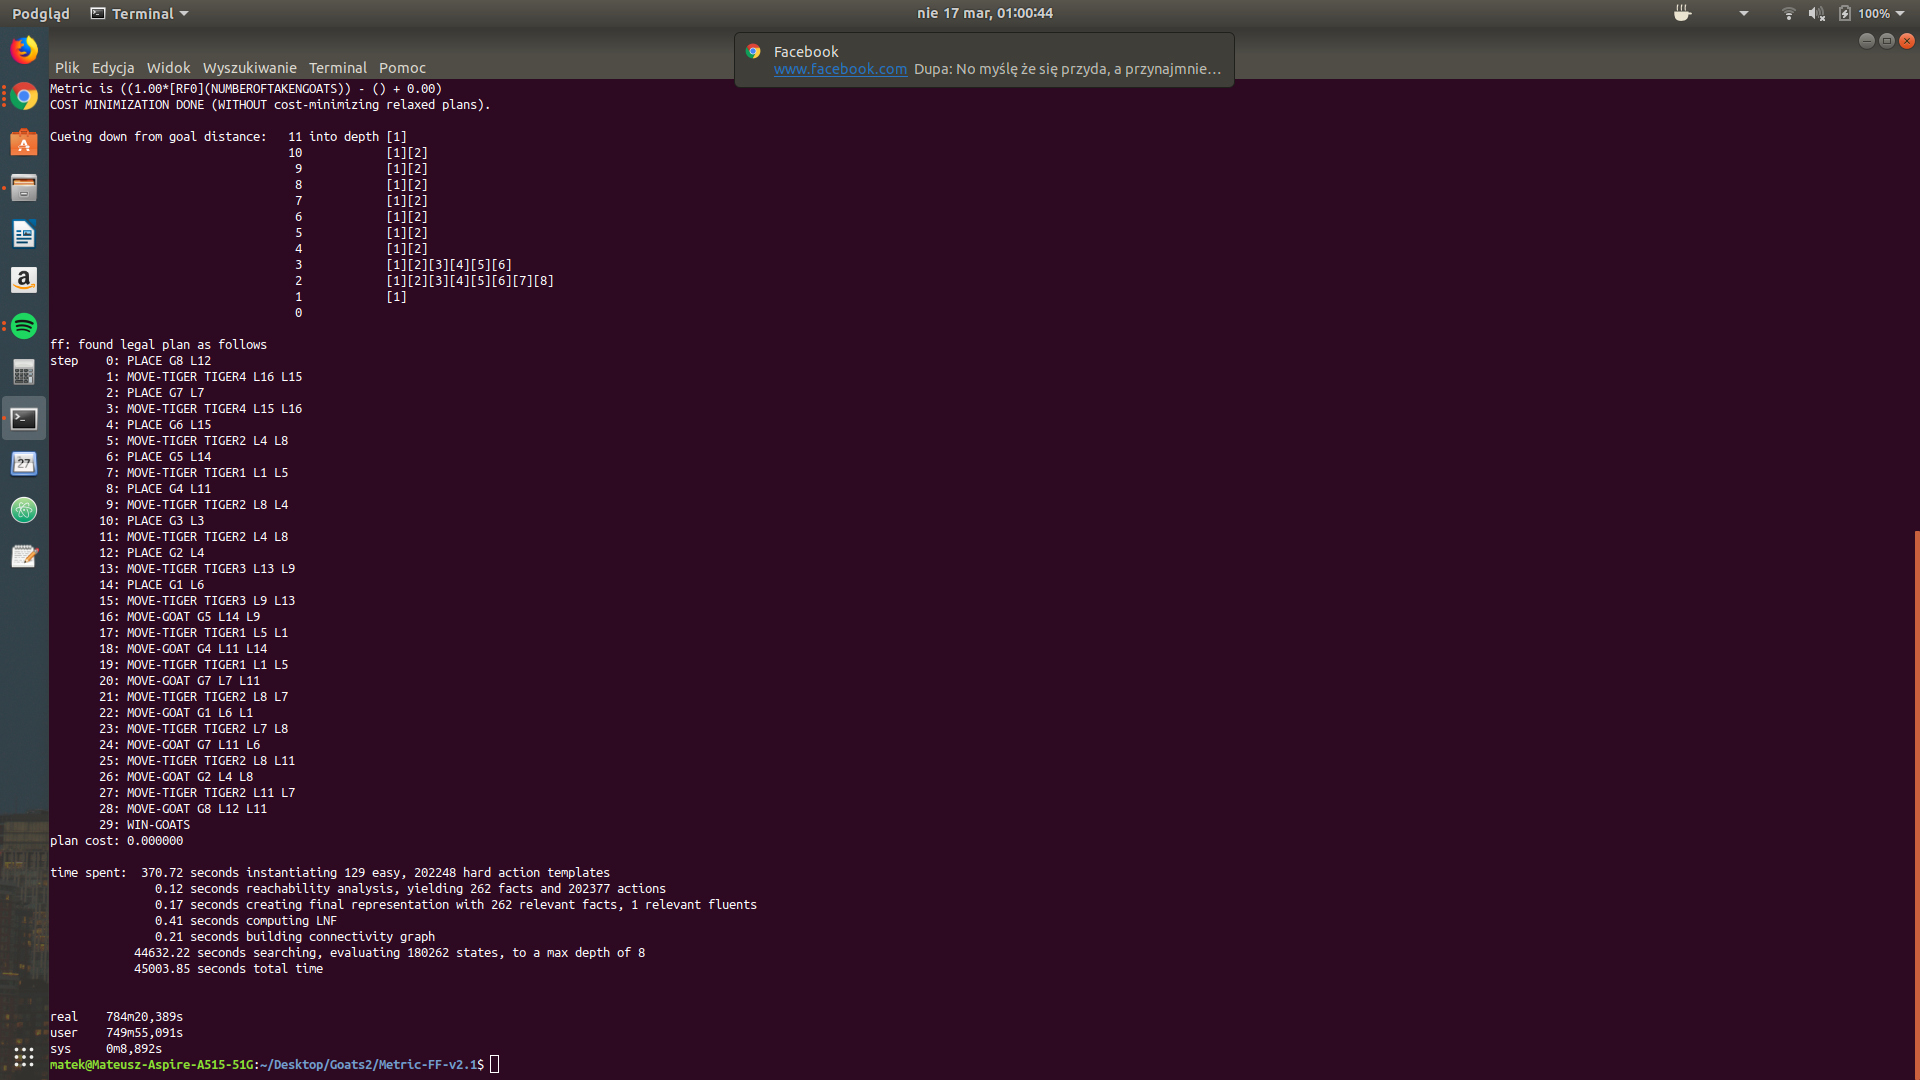 Podgląd Terminal nie 17 mar, 01:00:44 100%
Facebook
www.facebook.com Dupa: No myślę że się przyda, a przynajmnie…
Plik Edycja Widok Wyszukiwanie Terminal Pomoc
Metric is ((1.00*[RF0](NUMBEROFTAKENGOATS)) - () + 0.00)
COST MINIMIZATION DONE (WITHOUT cost-minimizing relaxed plans).
Cueing down from goal distance: 11 into depth [1]
10 [1][2]
9 [1][2]
8 [1][2]
7 [1][2]
6 [1][2]
5 [1][2]
4 [1][2]
3 [1][2][3][4][5][6]
2 [1][2][3][4][5][6][7][8]
1 [1]
0
ff: found legal plan as follows
step 0: PLACE G8 L12
1: MOVE-TIGER TIGER4 L16 L15
2: PLACE G7 L7
3: MOVE-TIGER TIGER4 L15 L16
4: PLACE G6 L15
5: MOVE-TIGER TIGER2 L4 L8
6: PLACE G5 L14
7: MOVE-TIGER TIGER1 L1 L5
8: PLACE G4 L11
9: MOVE-TIGER TIGER2 L8 L4
10: PLACE G3 L3
11: MOVE-TIGER TIGER2 L4 L8
12: PLACE G2 L4
13: MOVE-TIGER TIGER3 L13 L9
14: PLACE G1 L6
15: MOVE-TIGER TIGER3 L9 L13
16: MOVE-GOAT G5 L14 L9
17: MOVE-TIGER TIGER1 L5 L1
18: MOVE-GOAT G4 L11 L14
19: MOVE-TIGER TIGER1 L1 L5
20: MOVE-GOAT G7 L7 L11
21: MOVE-TIGER TIGER2 L8 L7
22: MOVE-GOAT G1 L6 L1
23: MOVE-TIGER TIGER2 L7 L8
24: MOVE-GOAT G7 L11 L6
25: MOVE-TIGER TIGER2 L8 L11
26: MOVE-GOAT G2 L4 L8
27: MOVE-TIGER TIGER2 L11 L7
28: MOVE-GOAT G8 L12 L11
29: WIN-GOATS
plan cost: 0.000000
time spent: 370.72 seconds instantiating 129 easy, 202248 hard action templates
0.12 seconds reachability analysis, yielding 262 facts and 202377 actions
0.17 seconds creating final representation with 262 relevant facts, 1 relevant fluents
0.41 seconds computing LNF
0.21 seconds building connectivity graph
44632.22 seconds searching, evaluating 180262 states, to a max depth of 8
45003.85 seconds total time
real 784m20,389s
user 749m55,091s
sys 0m8,892s
matek@Mateusz-Aspire-A515-51G:~/Desktop/Goats2/Metric-FF-v2.1$
a
27